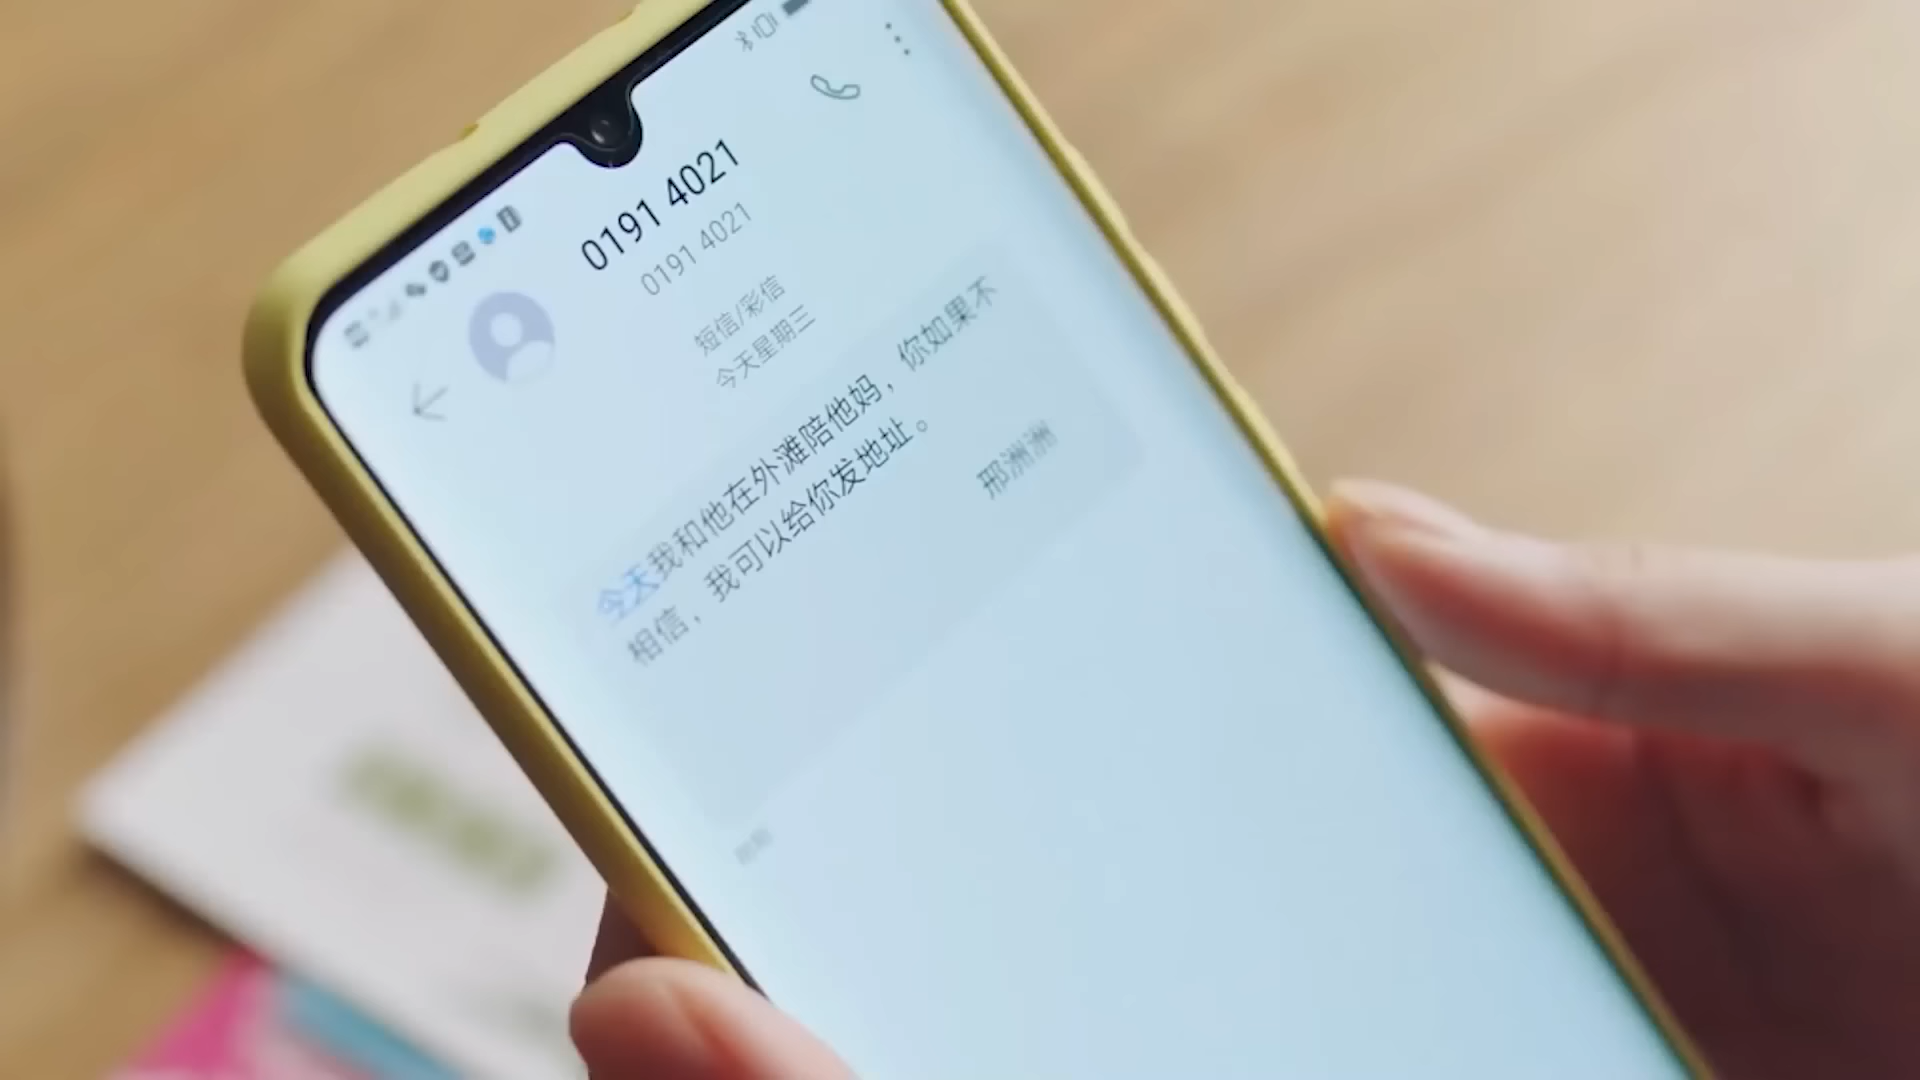 0191 4021
0191 4021
短信/彩信
今天星期三
今天我和他在外滩陪他妈，你如果不
相信，我可以给你发地址。
邢洲洲